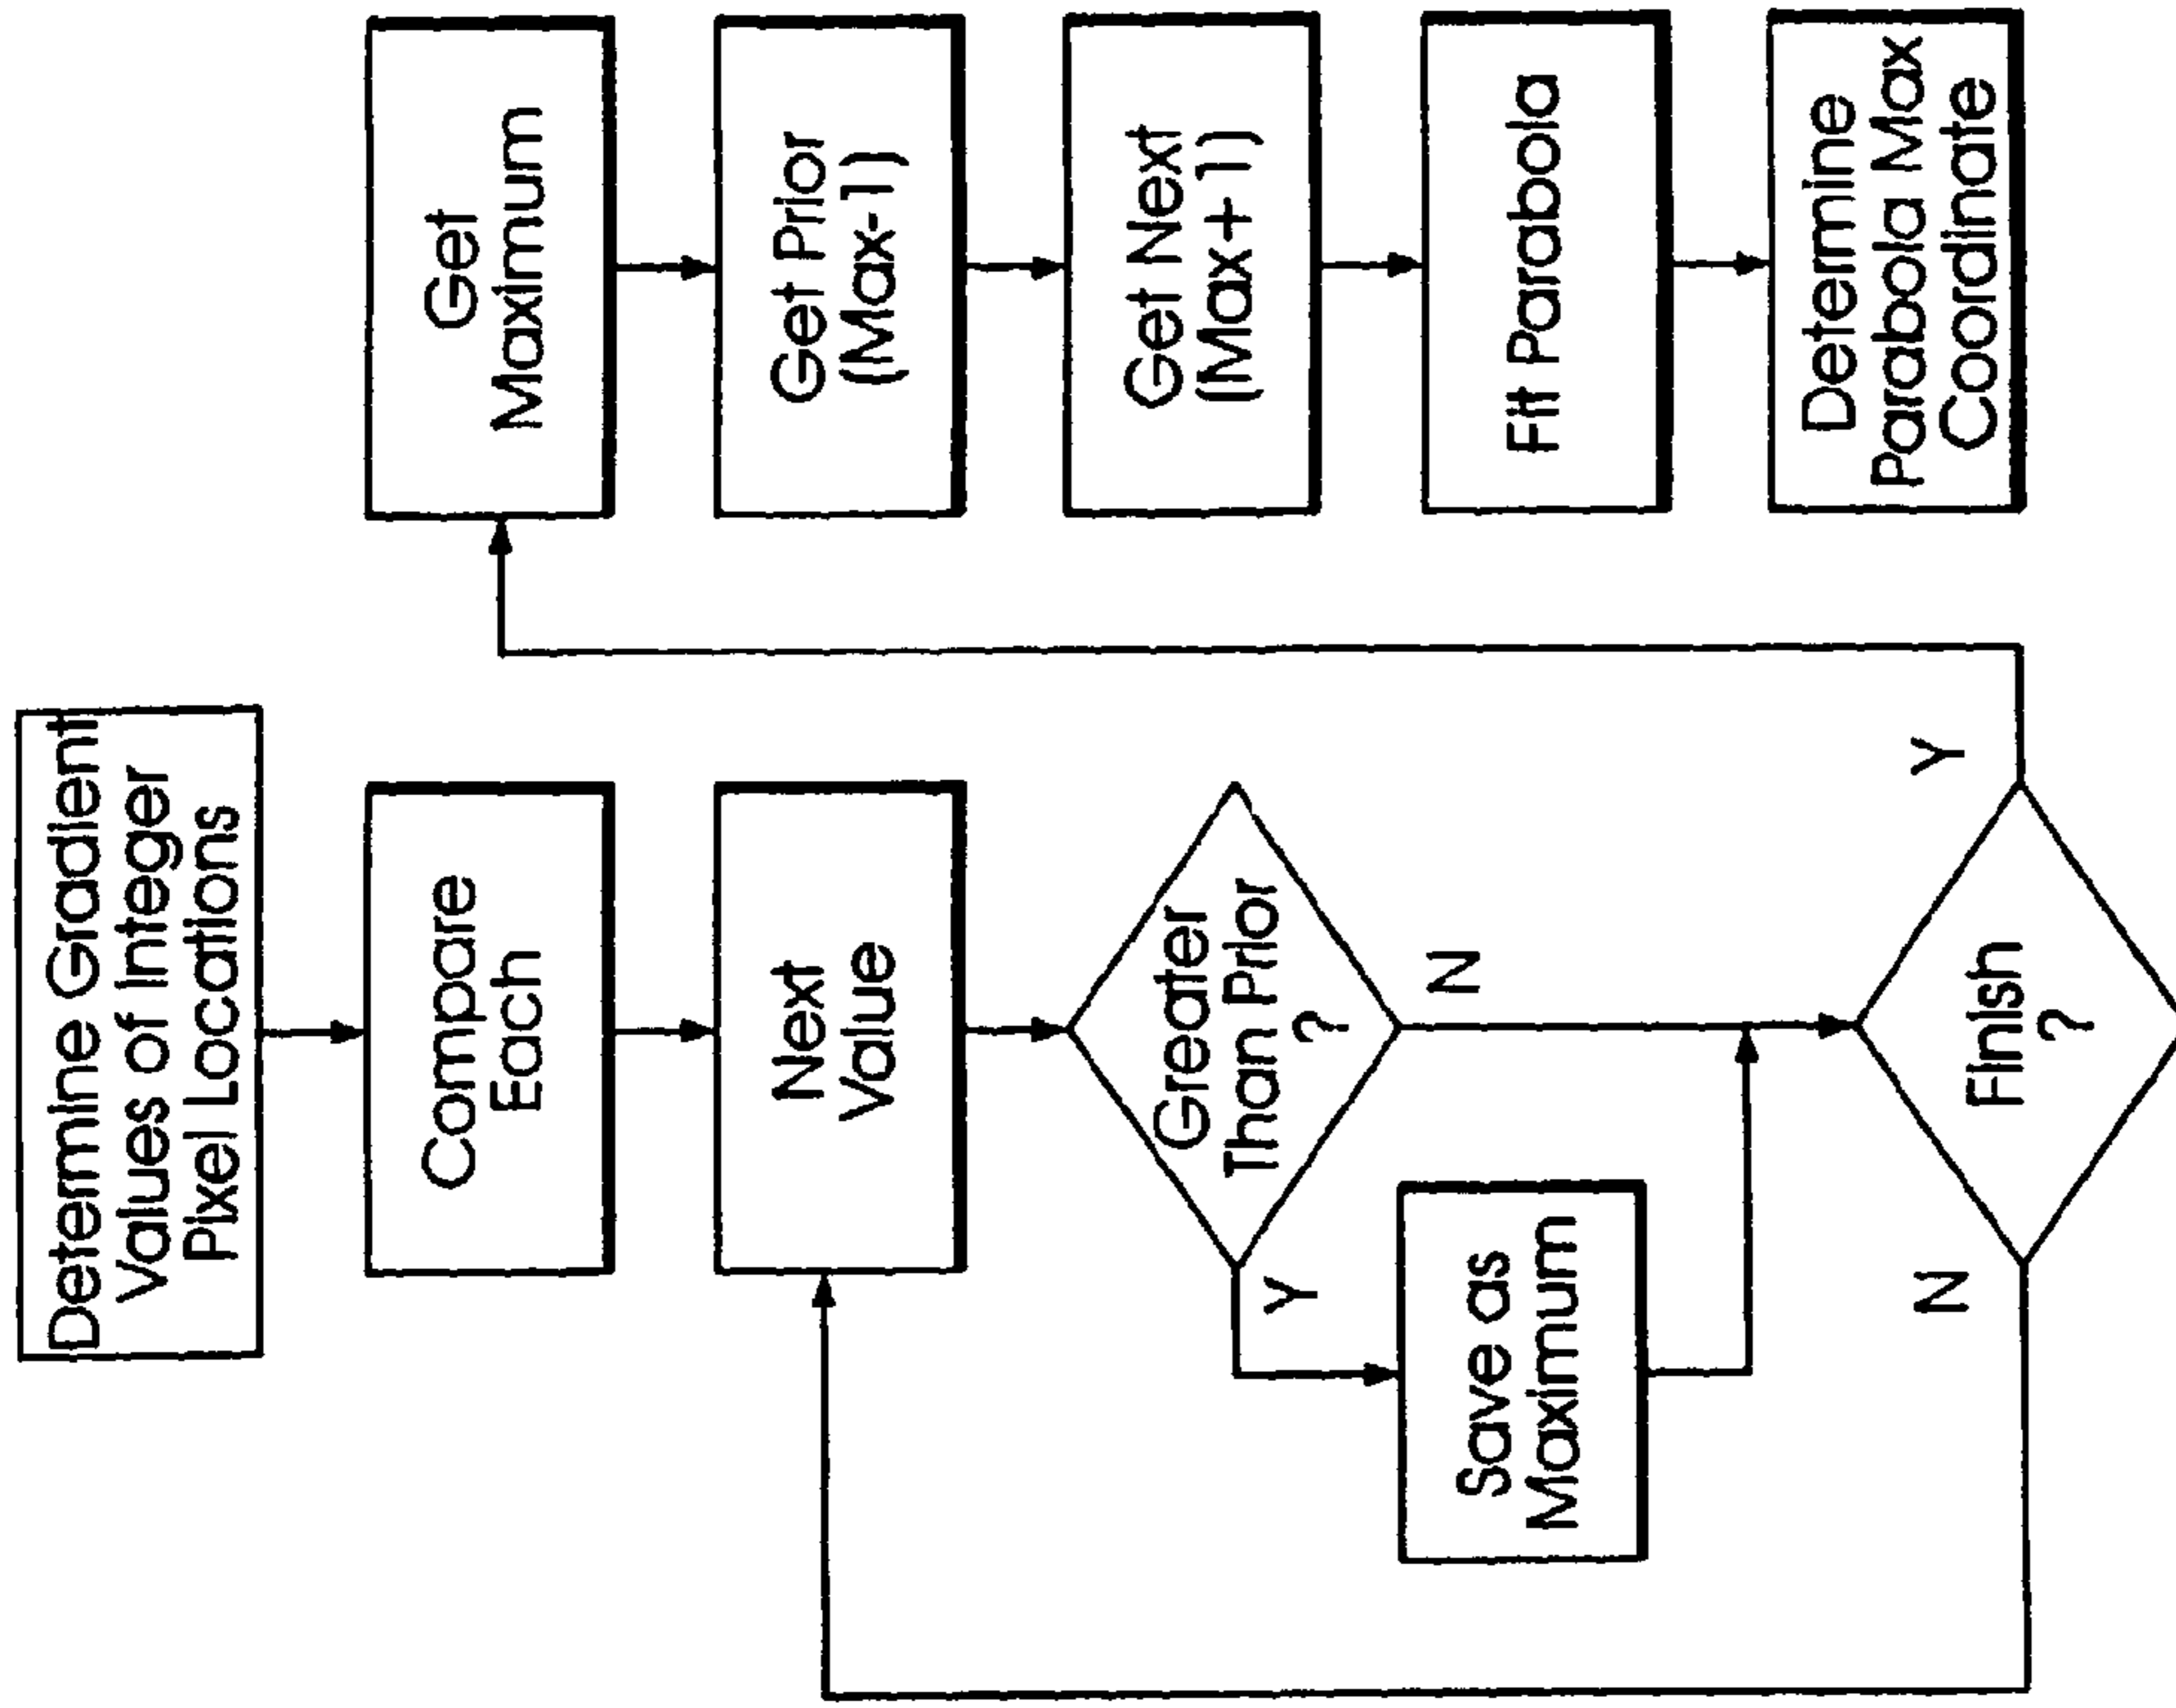 Determine Gradient
Values of Integer
Pixel Locations
Compare
Each
Next
Value
Greater
Than Prior
?
Y
N
Save as
Maximum
Finish
?
N
Y
Get
Maximum
Get Prior
(Max-1)
Get Next
(Max+1)
Fit Parabola
Determine
Parabola Max
Coordinate